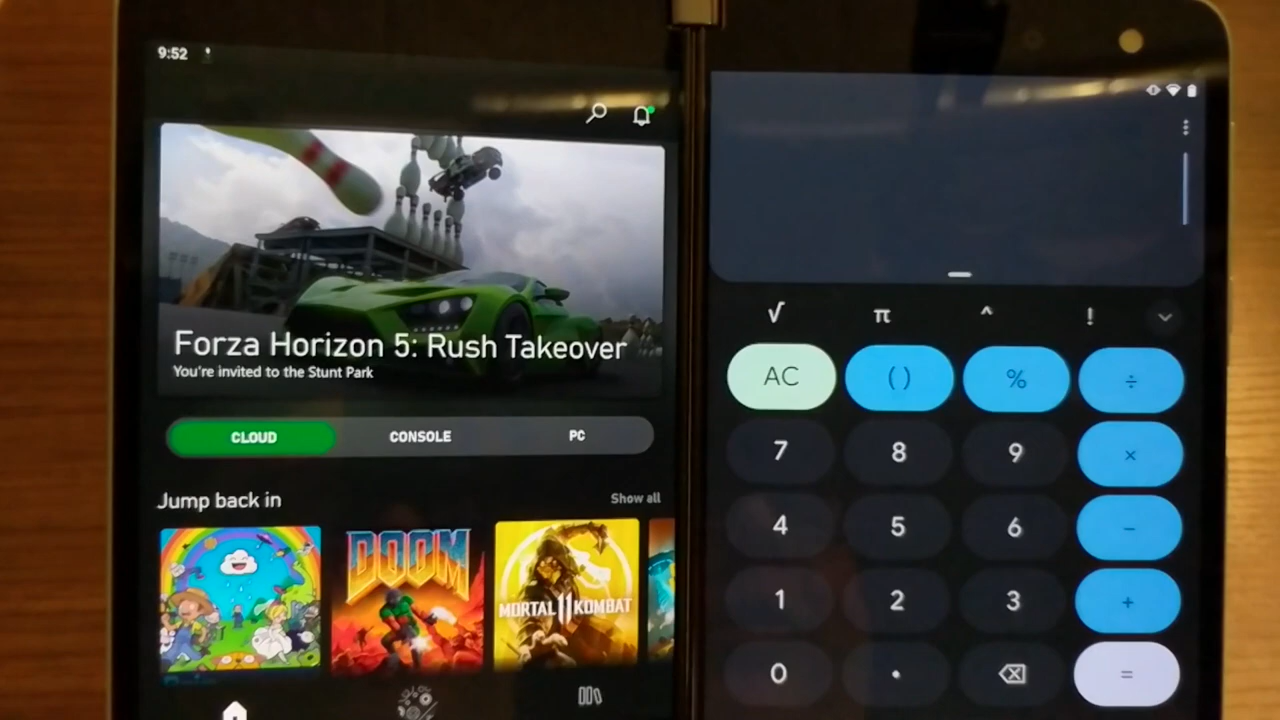 9:52
Forza Horizon 5: Rush Takeover
You're invited to the Stunt Park
CLOUD CONSOLE PC
Jump back in Show all
DOOM
MORTAL 11 KOMBAT
√ π ^ !
AC () % ÷
7 8 9 ×
4 5 6 −
1 2 3 +
0 . =